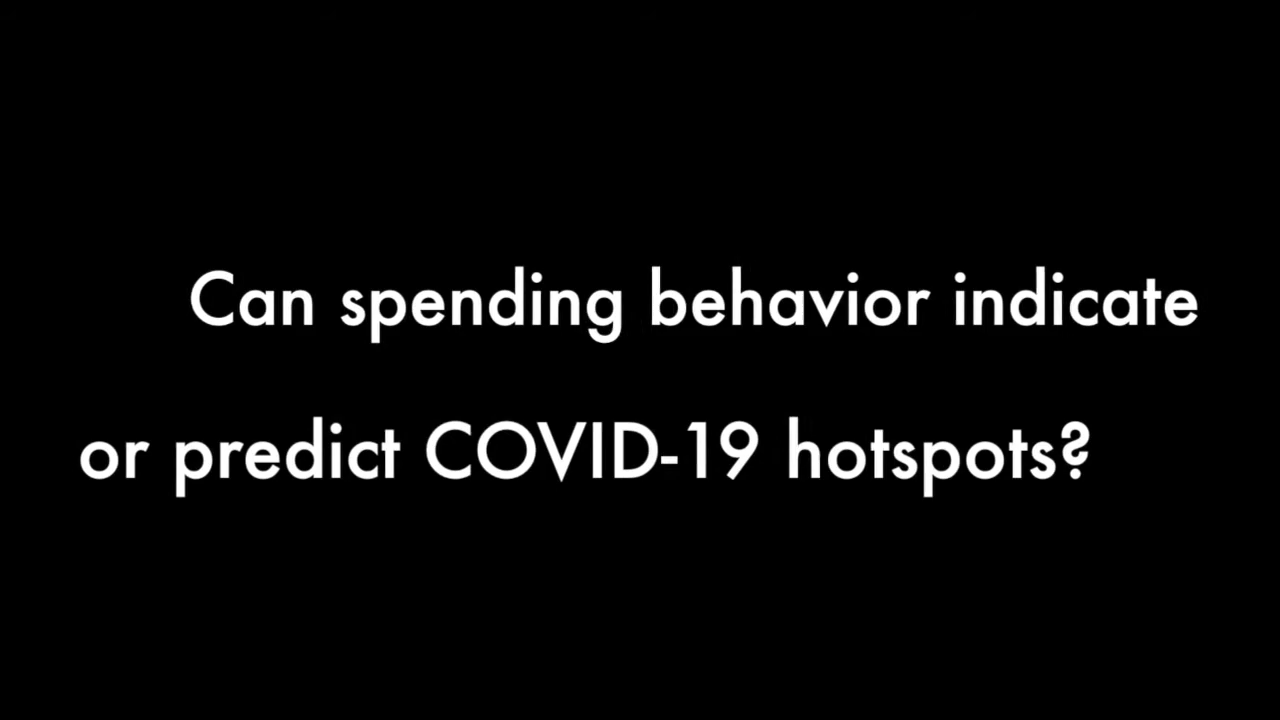 Can spending behavior indicate
or predict COVID-19 hotspots?